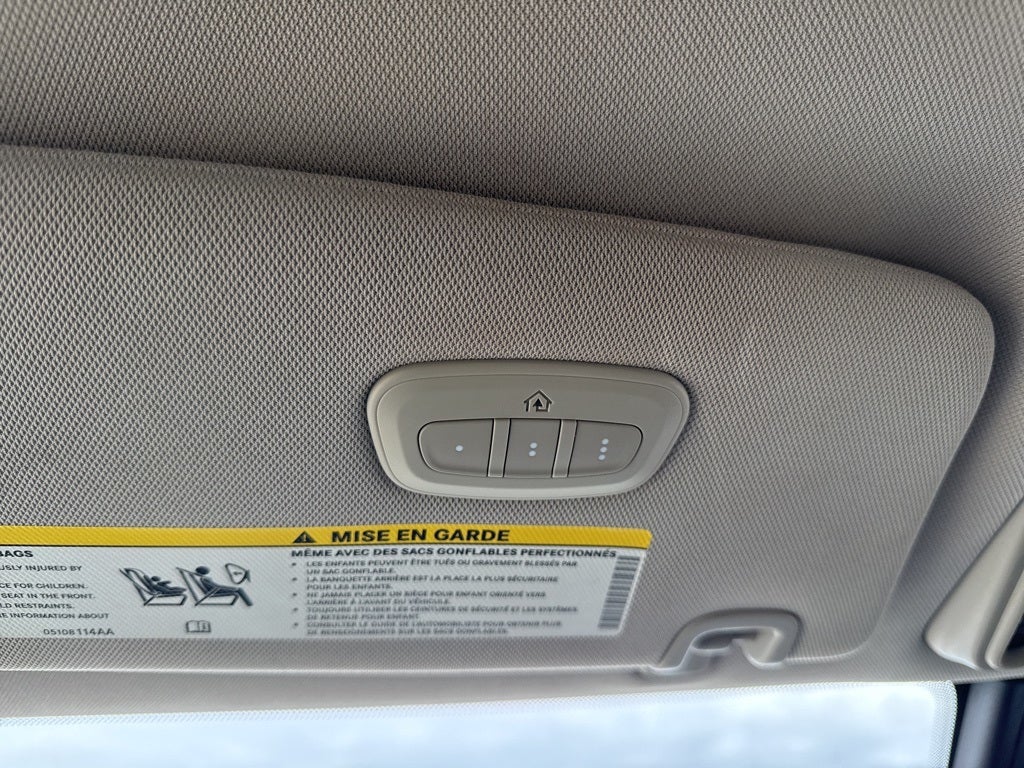 MISE EN GARDE
BAGS
USLY INJURED BY
CE FOR CHILDREN.
SEAT IN THE FRONT.
LD RESTRAINTS.
E INFORMATION ABOUT
05108114AA
MÊME AVEC DES SACS GONFLABLES PERFECTIONNÉS
• LES ENFANTS PEUVENT ÊTRE TUÉS OU GRAVEMENT BLESSÉS PAR
UN SAC GONFLABLE.
• LA BANQUETTE ARRIÈRE EST LA PLACE LA PLUS SÉCURITAIRE
POUR LES ENFANTS.
• NE JAMAIS PLACER UN SIÈGE POUR ENFANT ORIENTÉ VERS
L'ARRIÈRE À L'AVANT DU VÉHICULE.
• TOUJOURS UTILISER LES CEINTURES DE SÉCURITÉ ET LES SYSTÈMES
DE RETENUE POUR ENFANT.
• CONSULTER LE GUIDE DE L'AUTOMOBILISTE POUR OBTENIR PLUS
DE RENSEIGNEMENTS SUR LES SACS GONFLABLES.